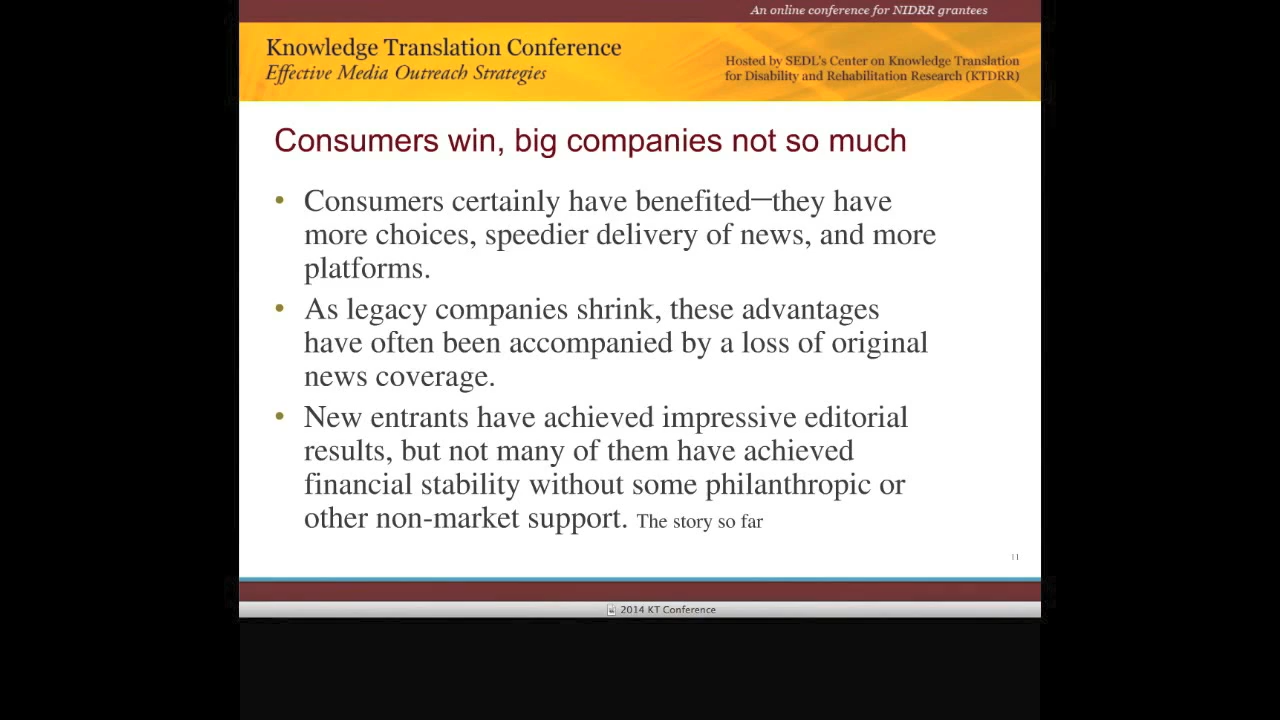 An online conference for NIDRR grantees
Knowledge Translation Conference
Effective Media Outreach Strategies
Hosted by SEDL's Center on Knowledge Translation
for Disability and Rehabilitation Research (KTDRR)
Consumers win, big companies not so much
• Consumers certainly have benefited—they have
more choices, speedier delivery of news, and more
platforms.
• As legacy companies shrink, these advantages
have often been accompanied by a loss of original
news coverage.
• New entrants have achieved impressive editorial
results, but not many of them have achieved
financial stability without some philanthropic or
other non-market support. The story so far
11
2014 KT Conference